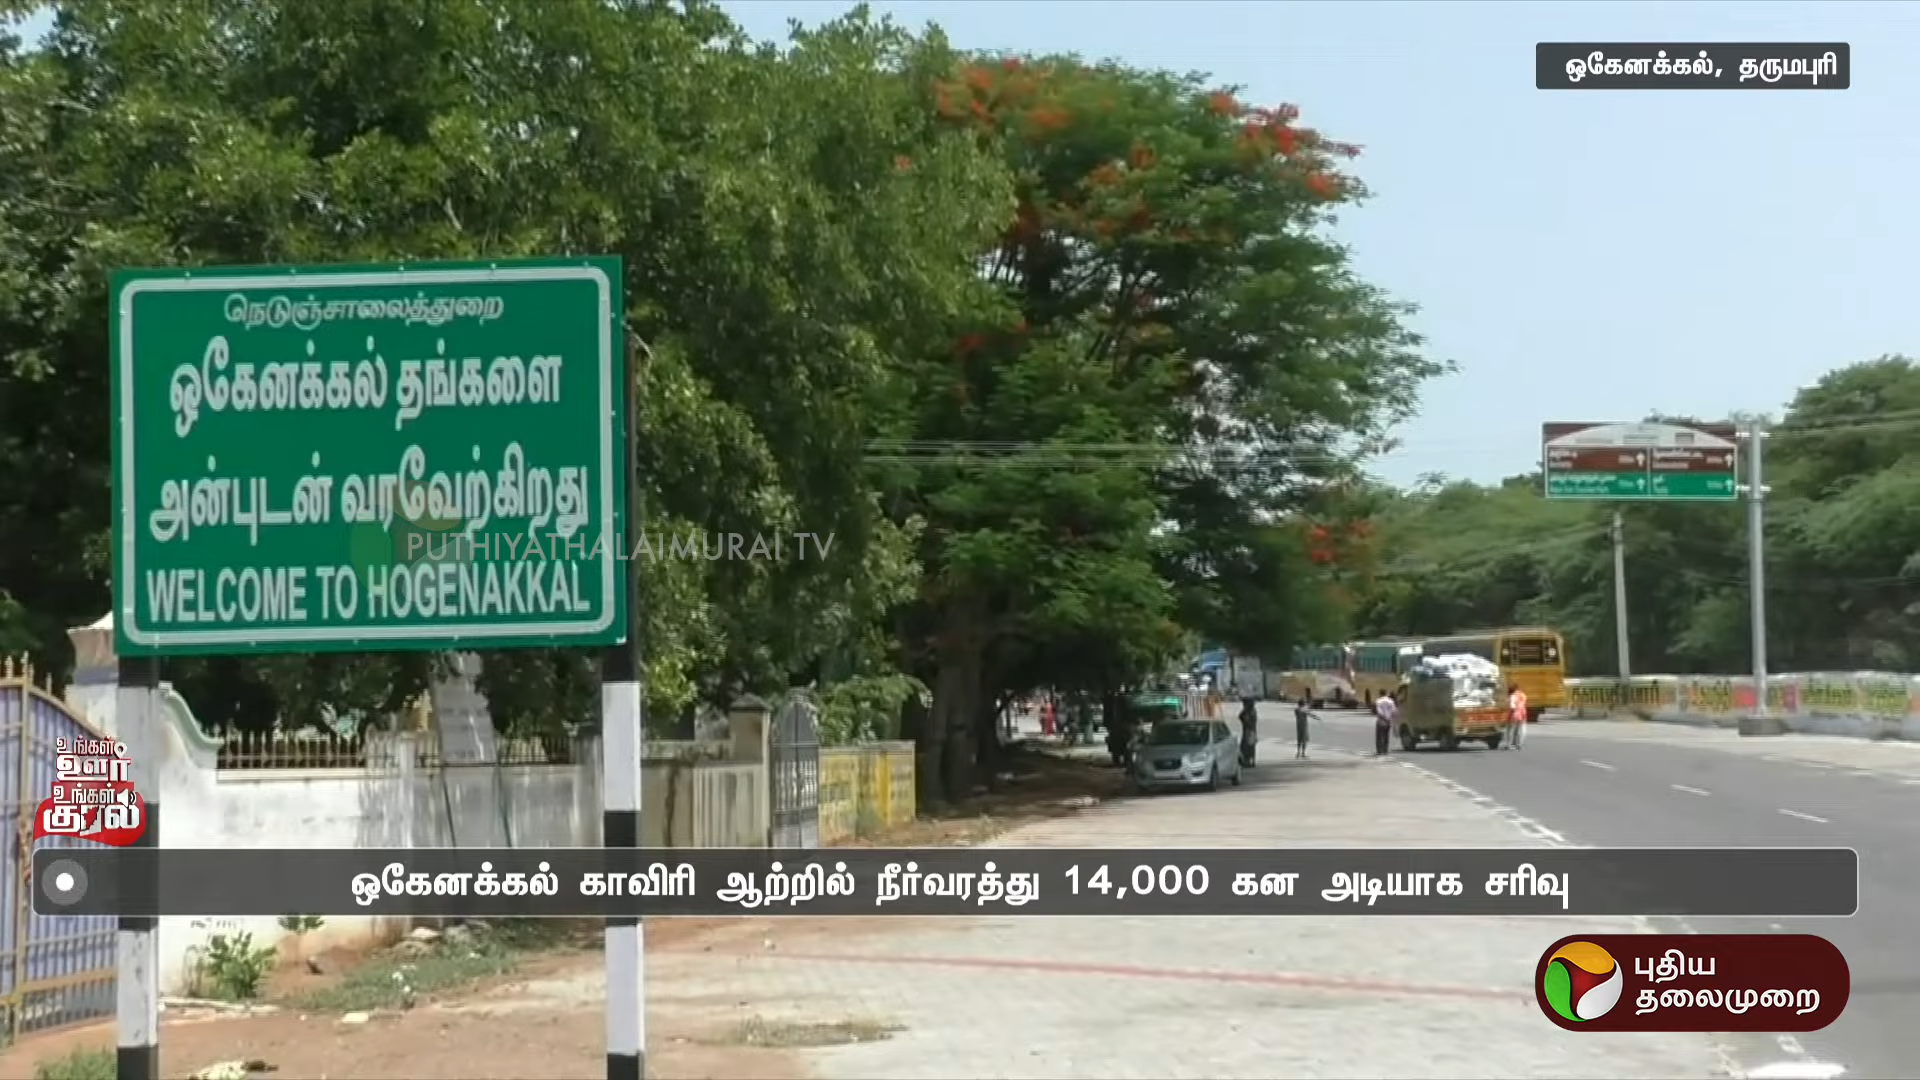 ஒகேனக்கல், தருமபுரி
நெடுஞ்சாலைத்துறை
ஒகேனக்கல் தங்களை
அன்புடன் வரவேற்கிறது
WELCOME TO HOGENAKKAL
PUTHIYATHALAIMURAI TV
உங்கள்
ஊர்
உங்கள்
குரல்
ஒகேனக்கல் காவிரி ஆற்றில் நீர்வரத்து 14,000 கன அடியாக சரிவு
புதிய
தலைமுறை